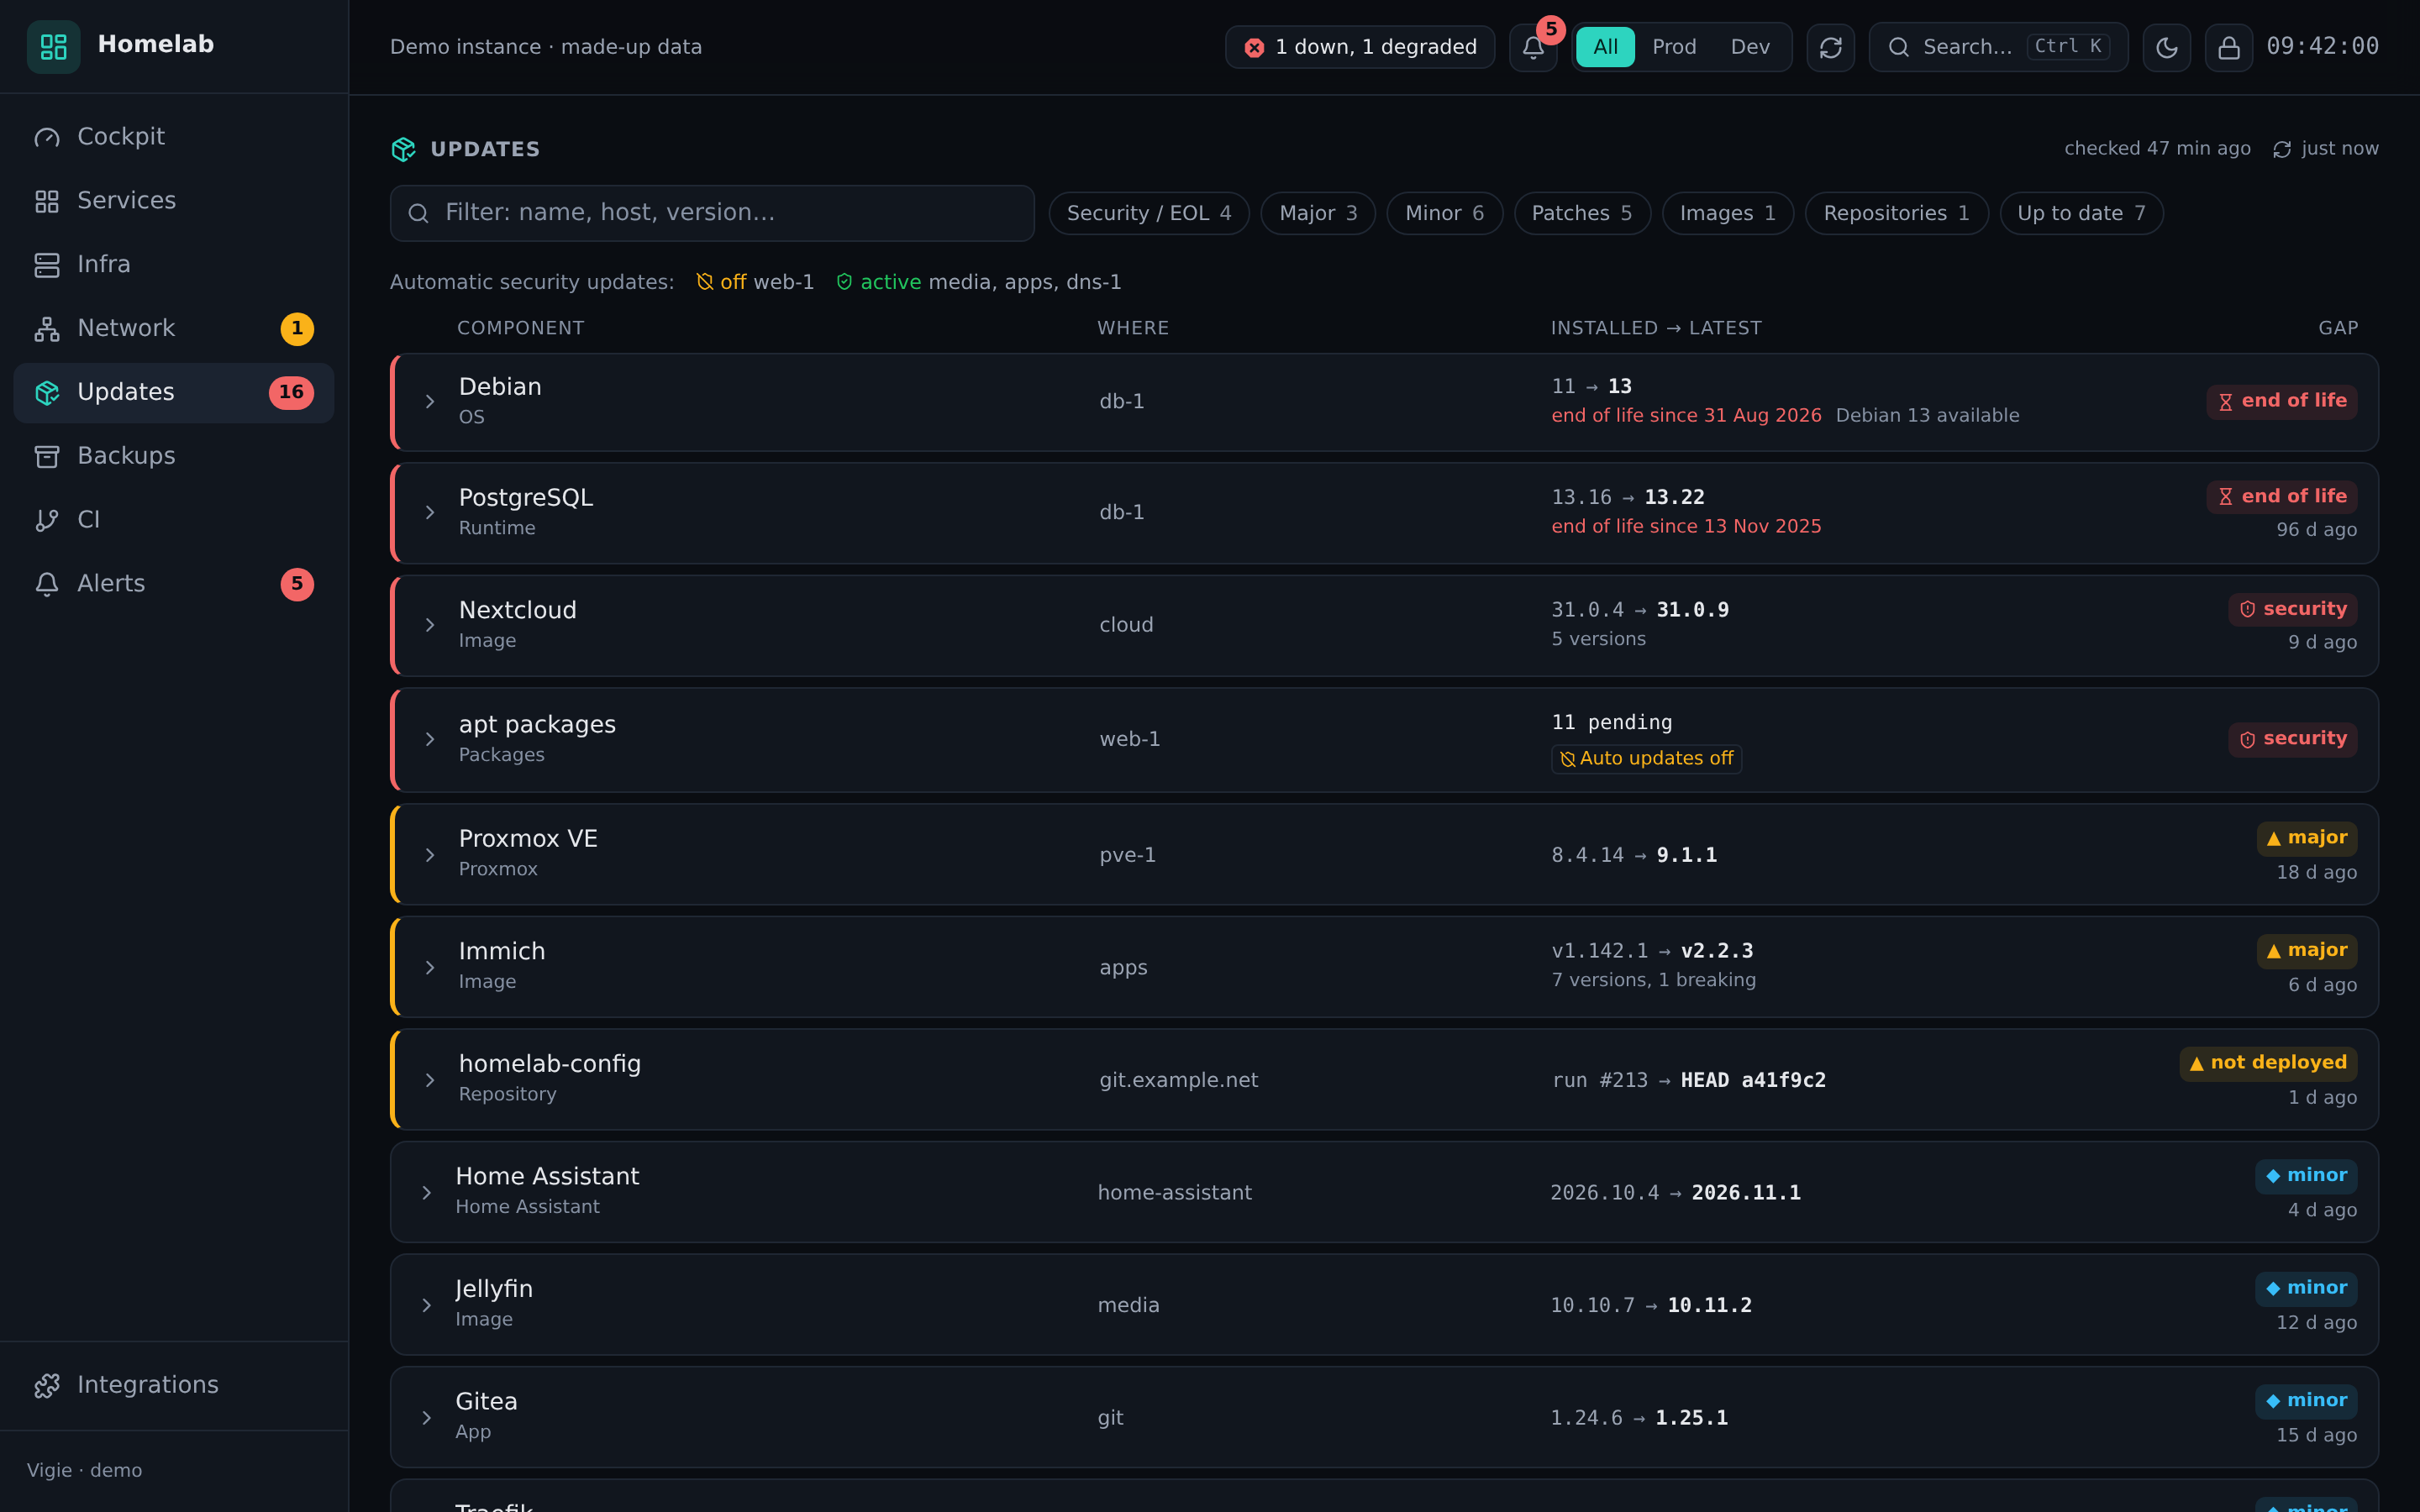 Homelab
Demo instance · made-up data
1 down, 1 degraded
5
All
Prod
Dev
Search...
Ctrl K
09:42:00
Cockpit
Services
Infra
Network
1
Updates
16
Backups
CI
Alerts
5
Integrations
Vigie · demo
UPDATES
checked 47 min ago
just now
Filter: name, host, version...
Security / EOL 4
Major 3
Minor 6
Patches 5
Images 1
Repositories 1
Up to date 7
Automatic security updates: off web-1 active media, apps, dns-1
COMPONENT
WHERE
INSTALLED → LATEST
GAP
Debian
OS
db-1
11 → 13
end of life since 31 Aug 2026 Debian 13 available
end of life
PostgreSQL
Runtime
db-1
13.16 → 13.22
end of life since 13 Nov 2025
end of life
96 d ago
Nextcloud
Image
cloud
31.0.4 → 31.0.9
5 versions
security
9 d ago
apt packages
Packages
web-1
11 pending
Auto updates off
security
Proxmox VE
Proxmox
pve-1
8.4.14 → 9.1.1
▲ major
18 d ago
Immich
Image
apps
v1.142.1 → v2.2.3
7 versions, 1 breaking
▲ major
6 d ago
homelab-config
Repository
git.example.net
run #213 → HEAD a41f9c2
▲ not deployed
1 d ago
Home Assistant
Home Assistant
home-assistant
2026.10.4 → 2026.11.1
◆ minor
4 d ago
Jellyfin
Image
media
10.10.7 → 10.11.2
◆ minor
12 d ago
Gitea
App
git
1.24.6 → 1.25.1
◆ minor
15 d ago
Traefik
◆ minor